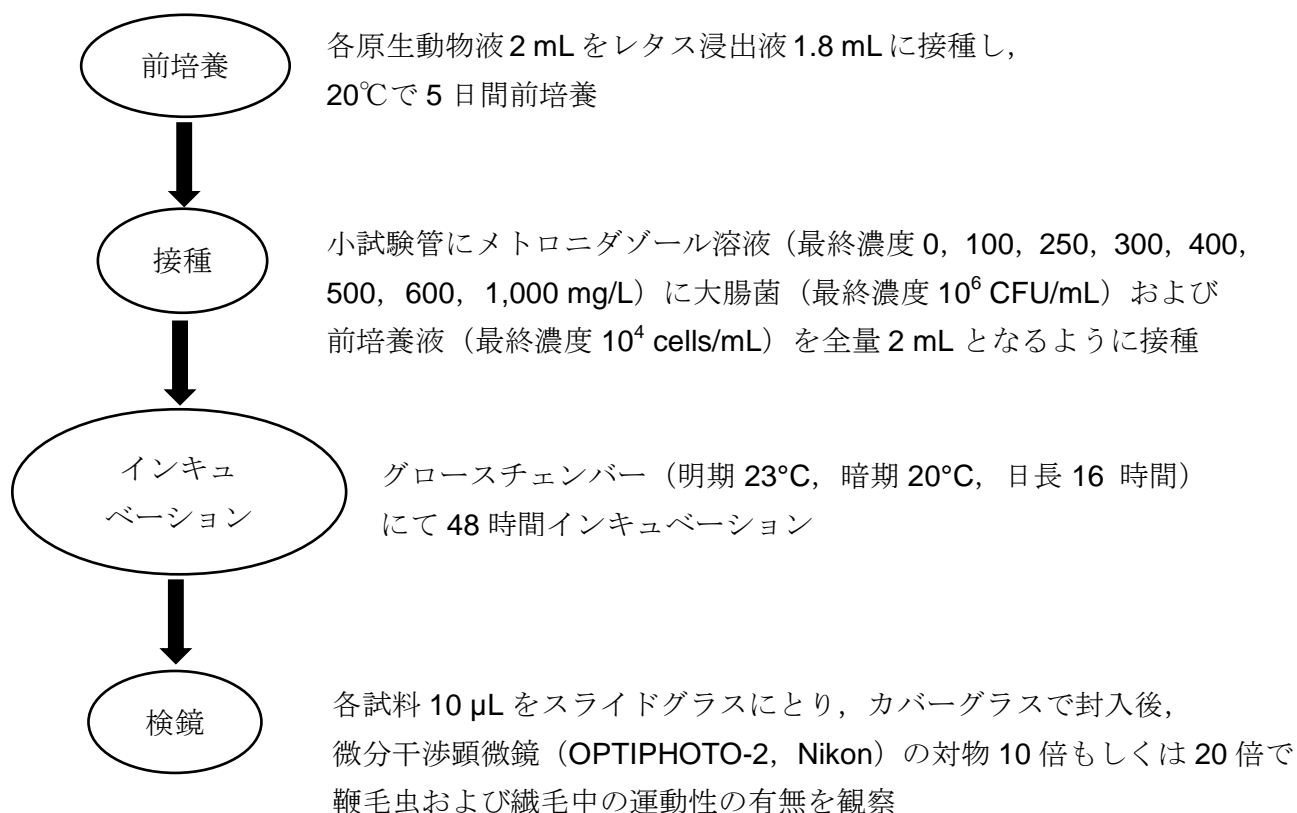 前培養
各原生動物液 2 mL をレタス浸出液 1.8 mL に接種し，
20℃で 5 日間前培養
接種
小試験管にメトロニダゾール溶液（最終濃度 0，100，250，300，400，
500，600，1,000 mg/L）に大腸菌（最終濃度 10⁶ CFU/mL）および
前培養液（最終濃度 10⁴ cells/mL）を全量 2 mL となるように接種
インキュ
ベーション
グロースチェンバー（明期 23°C，暗期 20°C，日長 16 時間）
にて 48 時間インキュベーション
検鏡
各試料 10 µL をスライドグラスにとり，カバーグラスで封入後，
微分干渉顕微鏡（OPTIPHOTO-2，Nikon）の対物 10 倍もしくは 20 倍で
鞭毛虫および繊毛中の運動性の有無を観察